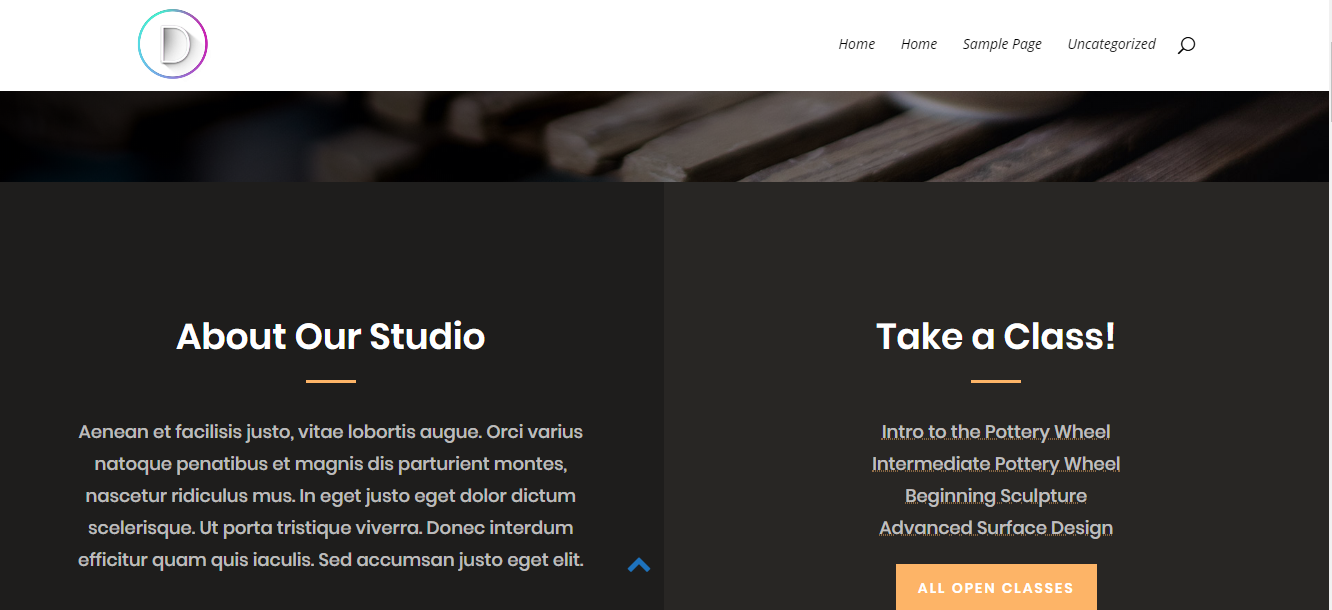 D
Home Home Sample Page Uncategorized
About Our Studio
Aenean et facilisis justo, vitae lobortis augue. Orci varius
natoque penatibus et magnis dis parturient montes,
nascetur ridiculus mus. In eget justo eget dolor dictum
scelerisque. Ut porta tristique viverra. Donec interdum
efficitur quam quis iaculis. Sed accumsan justo eget elit.
Take a Class!
Intro to the Pottery Wheel
Intermediate Pottery Wheel
Beginning Sculpture
Advanced Surface Design
ALL OPEN CLASSES